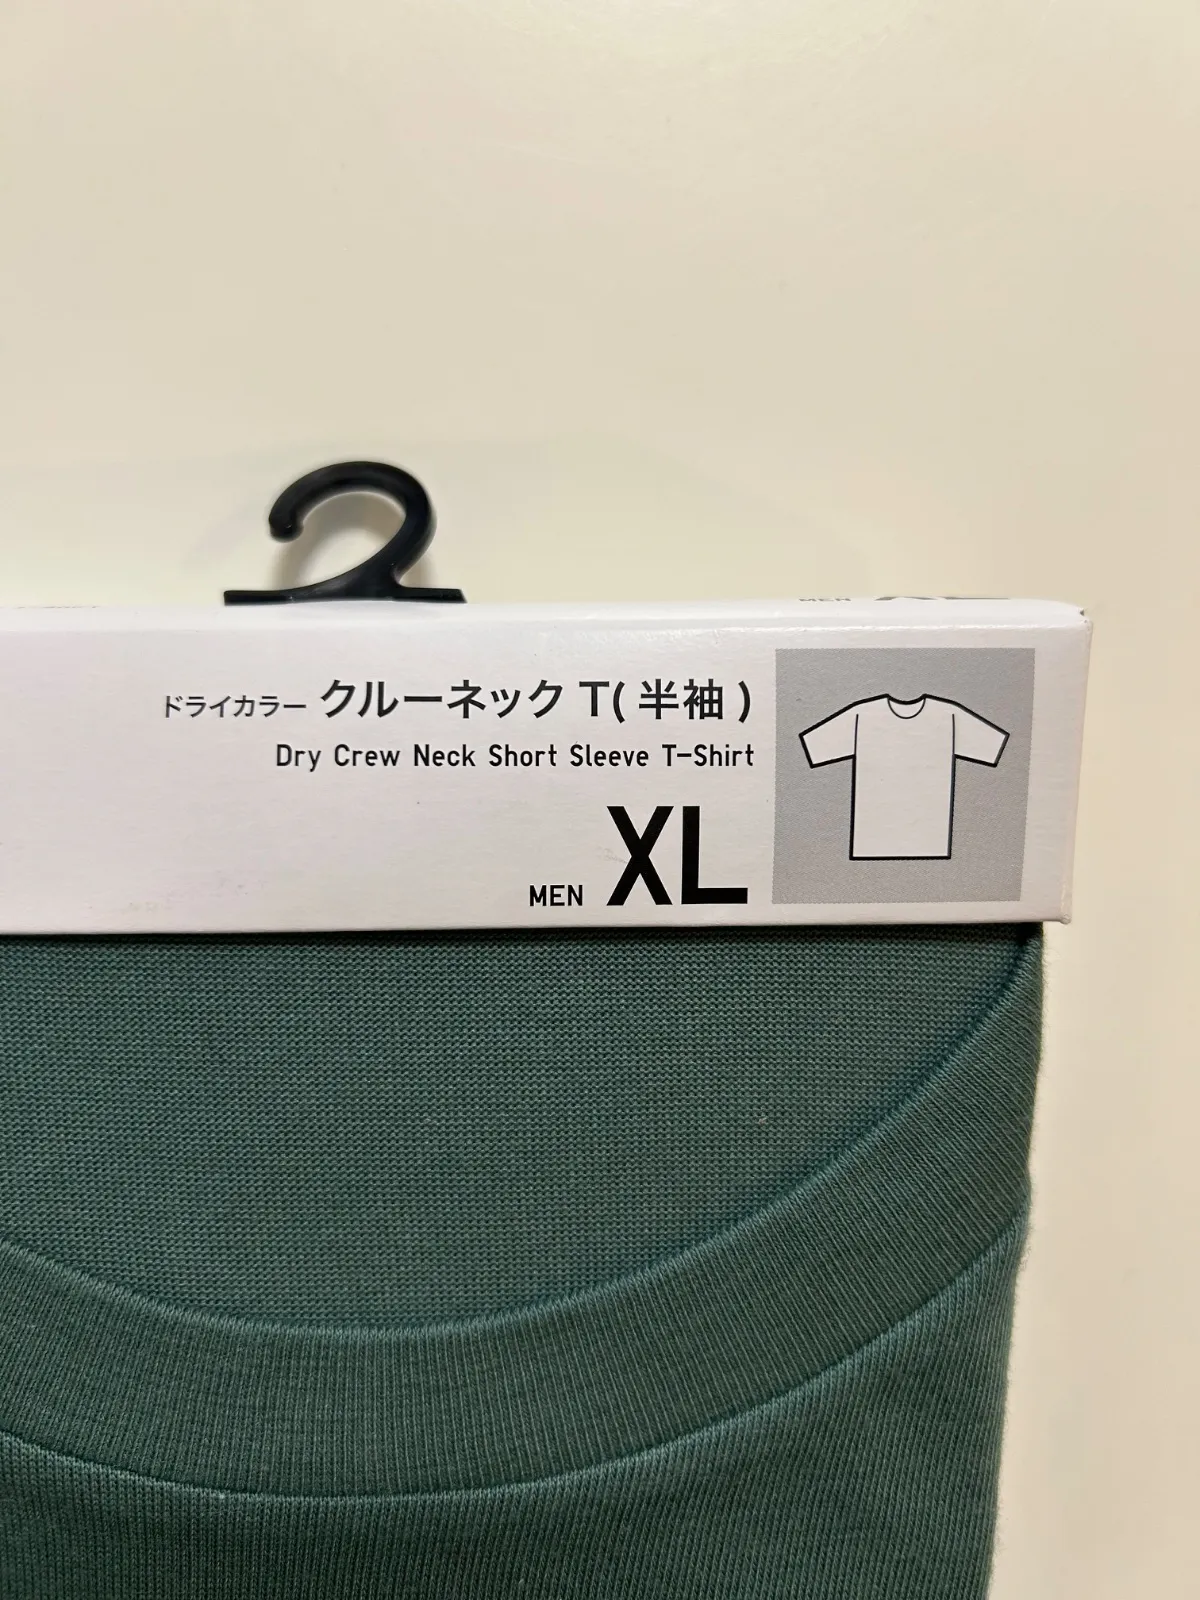 ドライカラー クルーネック T( 半袖 )
Dry Crew Neck Short Sleeve T-Shirt
MEN XL